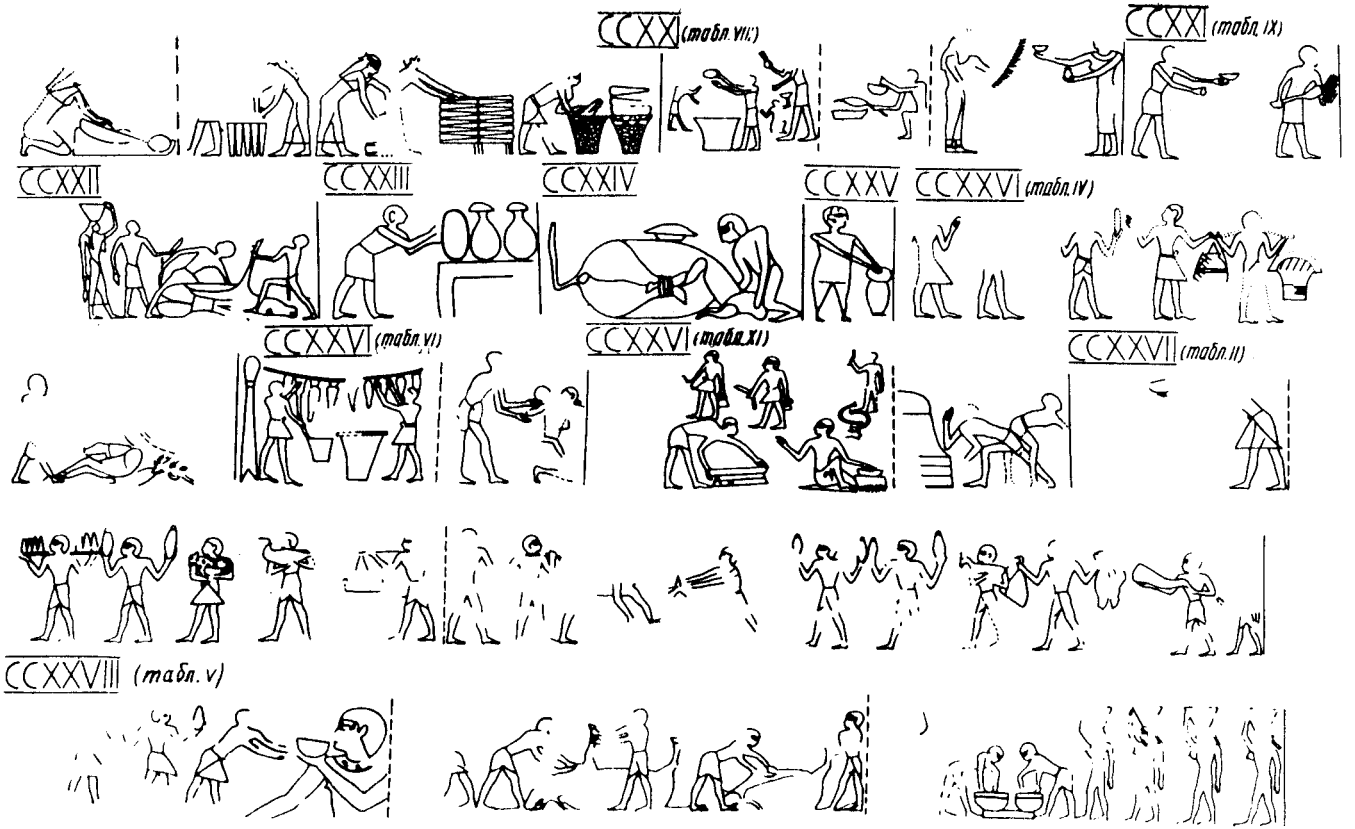 CCXX (табл. VII)
CCXXI (табл. IX)
CCXXII
CCXXIII
CCXXIV
CCXXV
CCXXVI (табл. IV)
CCXXVI (табл. VI)
CCXXVI (табл. XI)
CCXXVII (табл. II)
CCXXVIII (табл. V)